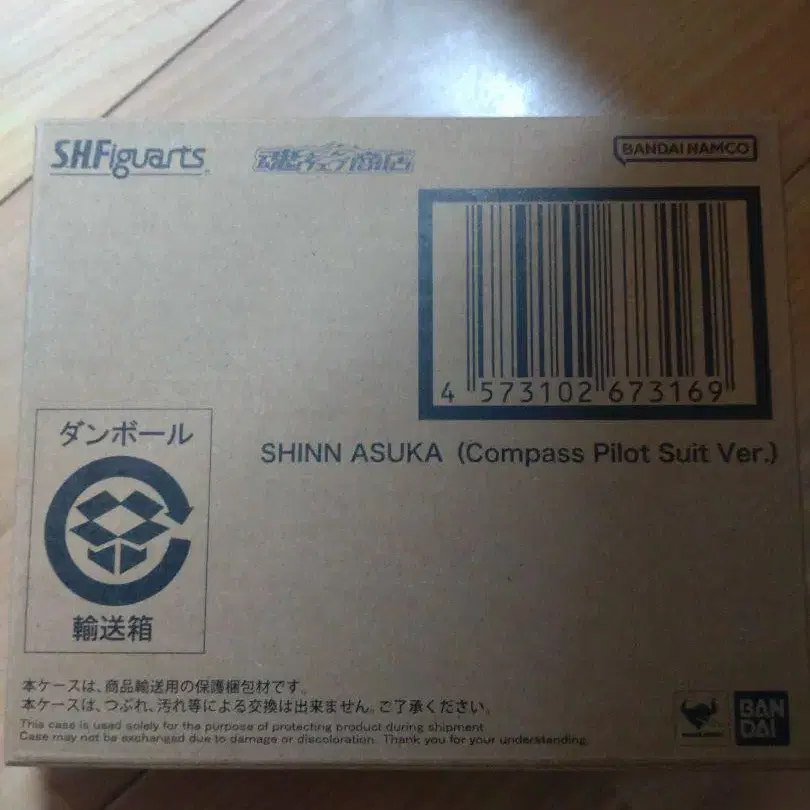 S.H.Figuarts
魂ウェブ商店
BANDAI NAMCO
4 573102 673169
SHINN ASUKA (Compass Pilot Suit Ver.)
ダンボール
輸送箱
本ケースは、商品輸送用の保護梱包材です。
本ケースは、つぶれ、汚れ等による交換は出来ません。ご了承ください。
This case is used solely for the purpose of protecting product during shipment
Case may not be exchanged due to damage or discoloration. Thank you for your understanding.
BAN
DAI